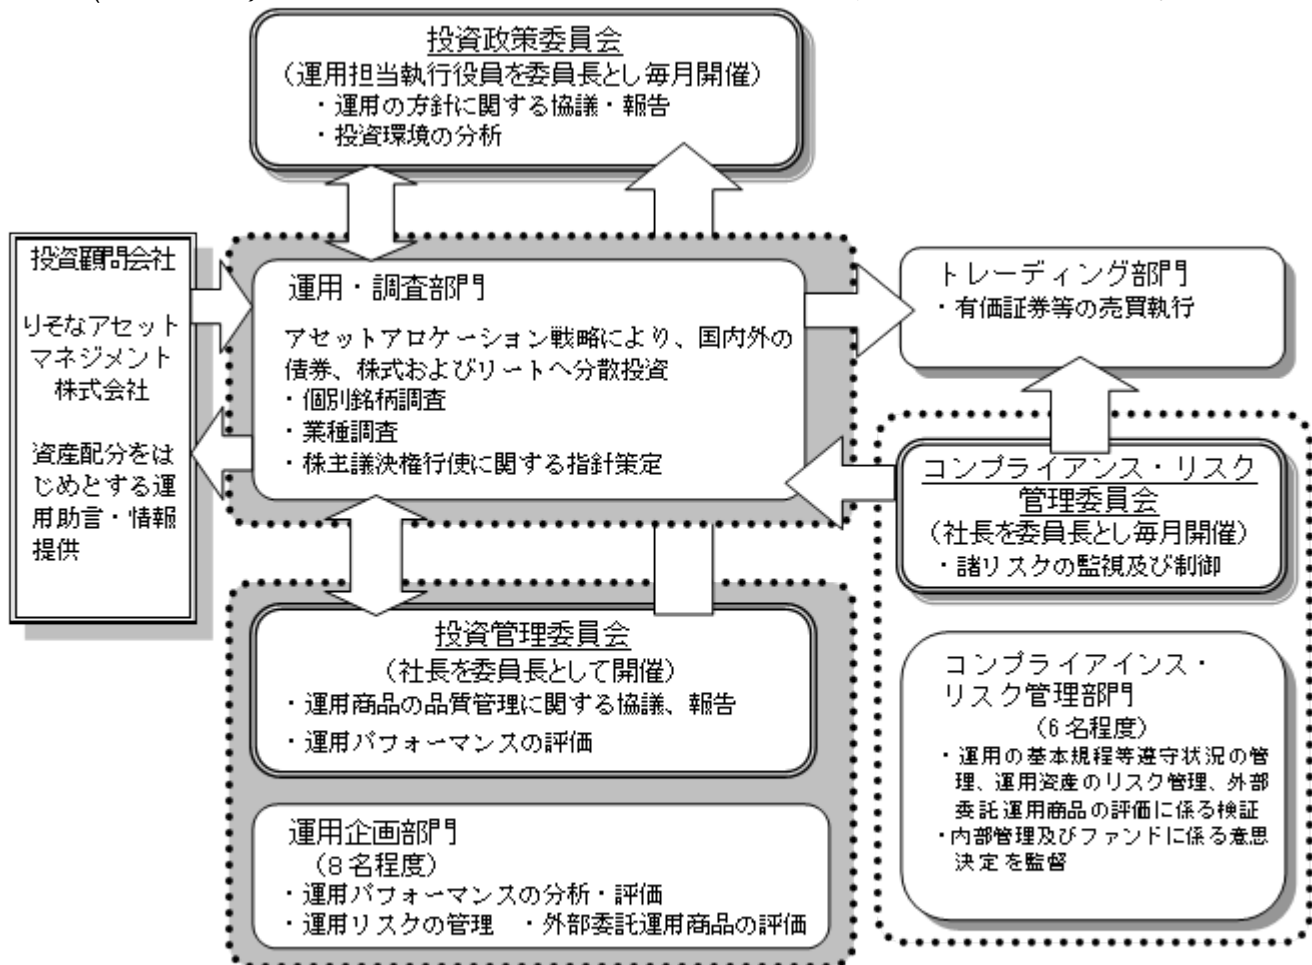 投資政策委員会
（運用担当執行役員を委員長とし毎月開催）
・運用の方針に関する協議・報告
・投資環境の分析
投資顧問会社
りそなアセット
マネジメント
株式会社
資産配分をは
じめとする運
用助言・情報
提供
運用・調査部門
アセットアロケーション戦略により、国内外の
債券、株式およびリートへ分散投資
・個別銘柄調査
・業種調査
・株主議決権行使に関する指針策定
トレーディング部門
・有価証券等の売買執行
コンプライアンス・リスク
管理委員会
（社長を委員長とし毎月開催）
・諸リスクの監視及び制御
投資管理委員会
（社長を委員長として開催）
・運用商品の品質管理に関する協議、報告
・運用パフォーマンスの評価
運用企画部門
（8名程度）
・運用パフォーマンスの分析・評価
・運用リスクの管理　・外部委託運用商品の評価
コンプライアインス・
リスク管理部門
（6名程度）
・運用の基本規程等遵守状況の管
理、運用資産のリスク管理、外部
委託運用商品の評価に係る検証
・内部管理及びファンドに係る意思
決定を監督